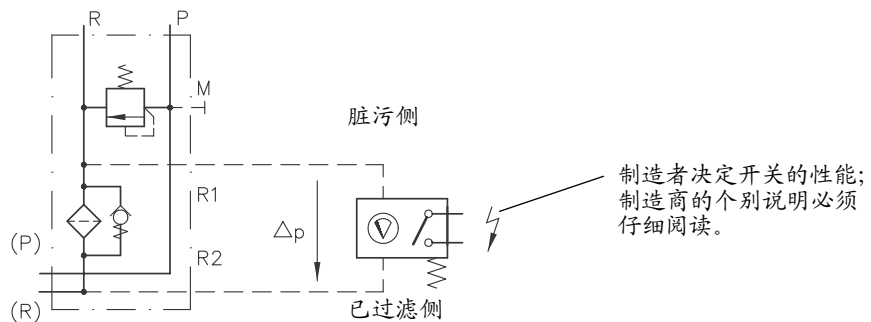 R
P
M
脏污侧
R1
制造者决定开关的性能;
制造商的个别说明必须
仔细阅读。
△p
(P)
R2
(R)
已过滤侧